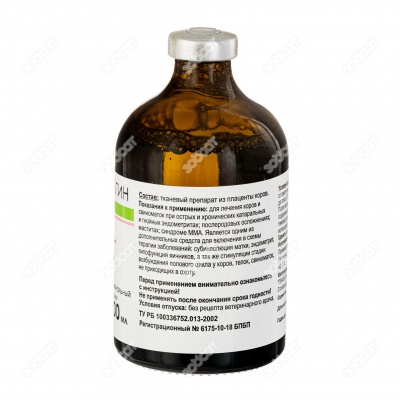 ТИН
Состав: тканевый препарат из плаценты коров.
Показания к применению: для лечения коров и
свиноматок при острых и хронических катаральных
и гнойных эндометритах; послеродовых осложнениях;
маститах; синдроме ММА. Является одним из
дополнительных средств для включения в схемы
терапии заболеваний: субинволюция матки, эндометрит,
гипофункция яичников, а так же стимуляции стадии
возбуждения полового цикла у коров, телок, свиноматок,
не приходящих в охоту.
Перед применением внимательно ознакомьтесь
с инструкцией!
Не применять после окончания срока годности!
Условия отпуска: без рецепта ветеринарного врача.
ТУ РБ 100336752.013-2002
Регистрационный № 6175-10-18 БПБП
00 мл